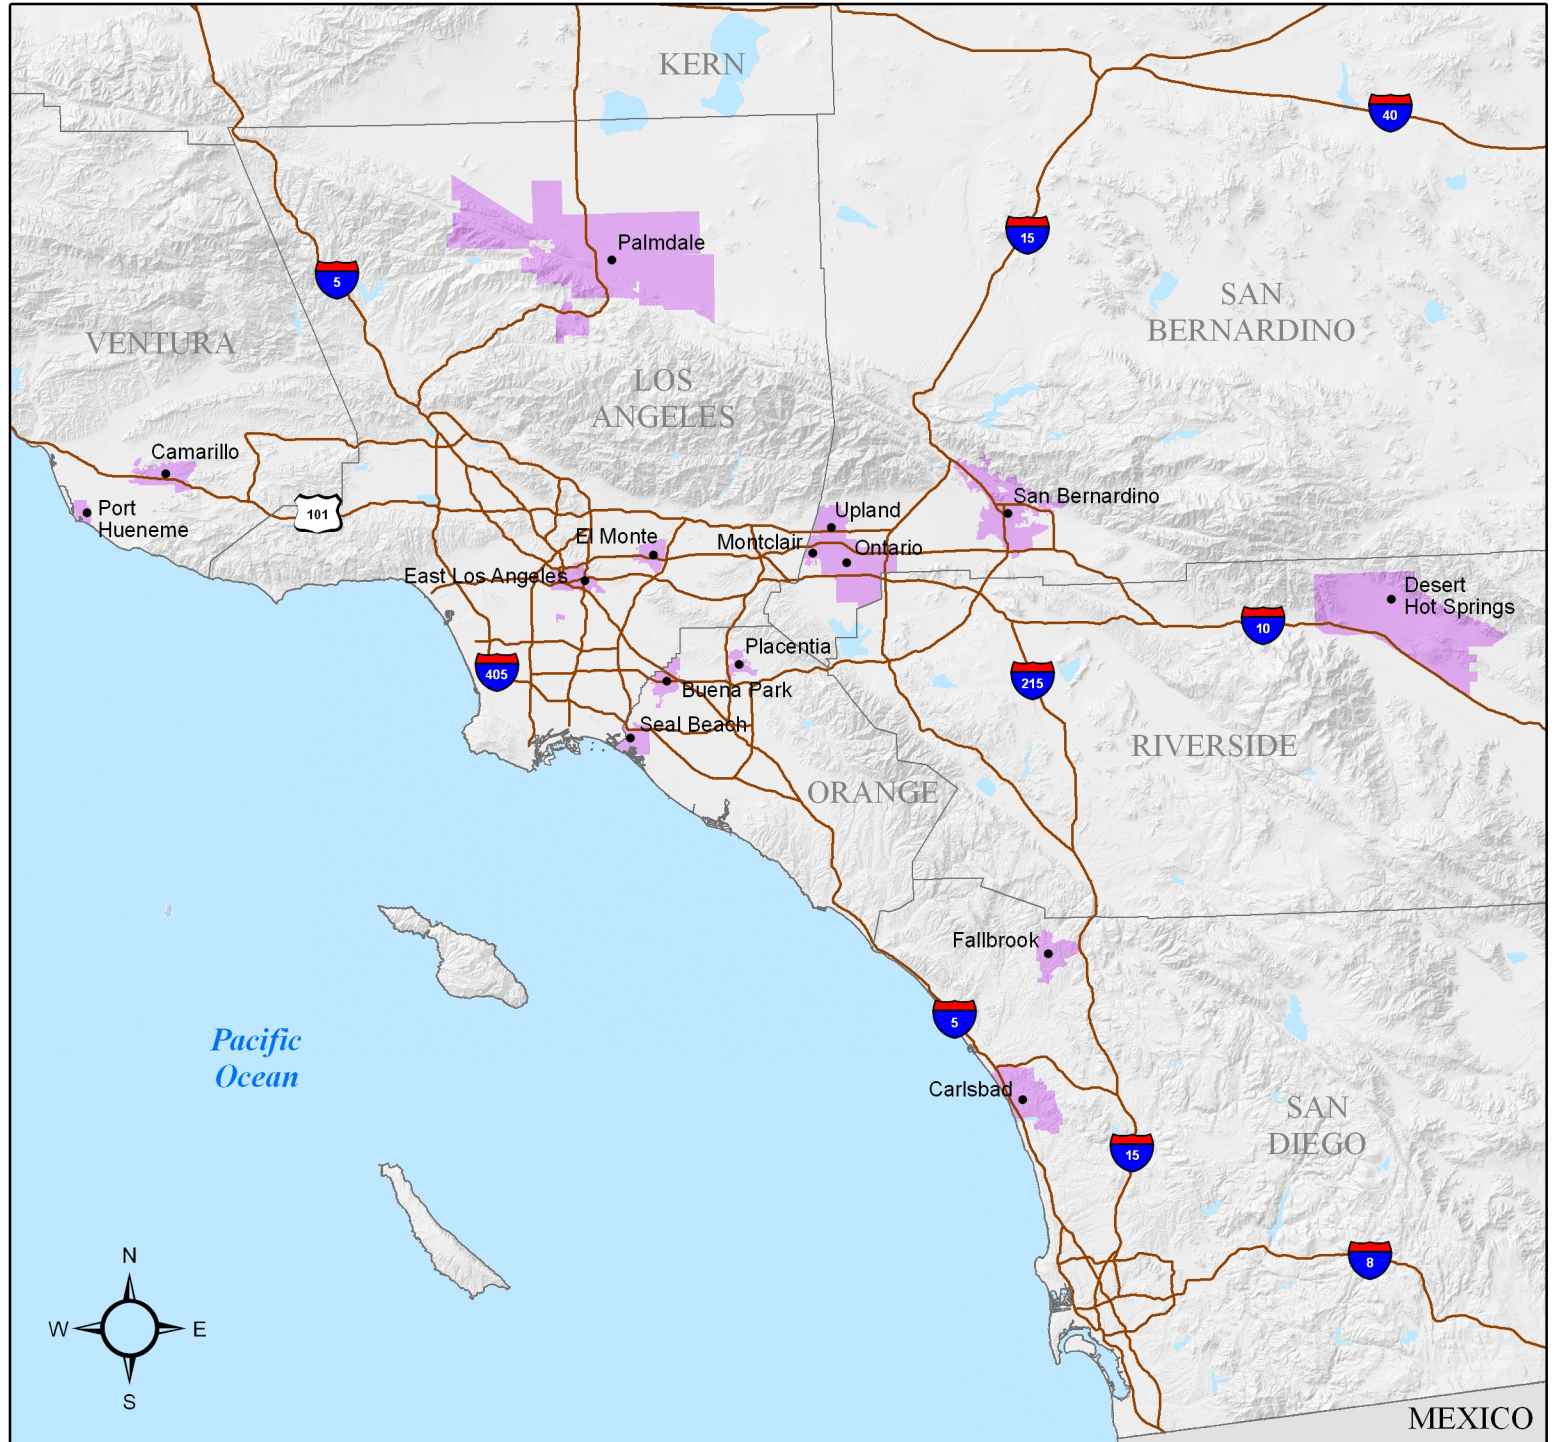 KERN
40
Palmdale
15
5
SAN
BERNARDINO
VENTURA
LOS
ANGELES
Camarillo
San Bernardino
Port
Hueneme
101
Upland
El Monte
Montclair
Ontario
East Los Angeles
Desert
Hot Springs
10
Placentia
405
215
Buena Park
Seal Beach
RIVERSIDE
ORANGE
Fallbrook
5
Pacific
Ocean
Carlsbad
SAN
DIEGO
15
8
N
W
E
S
MEXICO